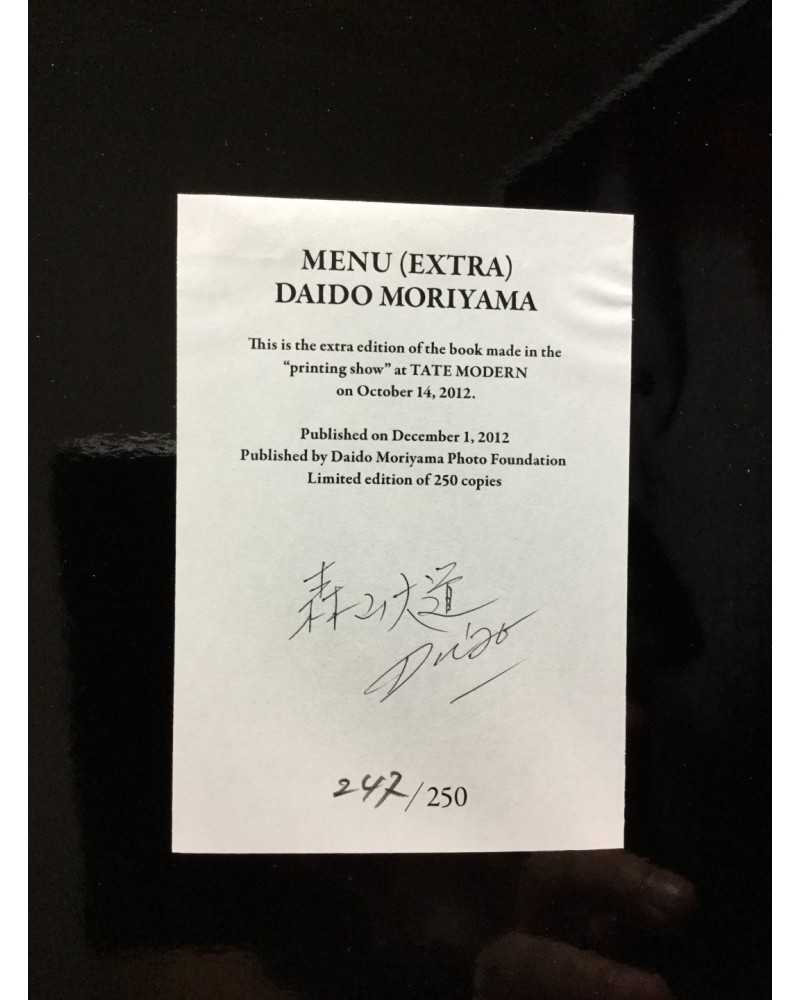 MENU (EXTRA)
DAIDO MORIYAMA
This is the extra edition of the book made in the
“printing show” at TATE MODERN
on October 14, 2012.
Published on December 1, 2012
Published by Daido Moriyama Photo Foundation
Limited edition of 250 copies
森山大道
Daido
247/250